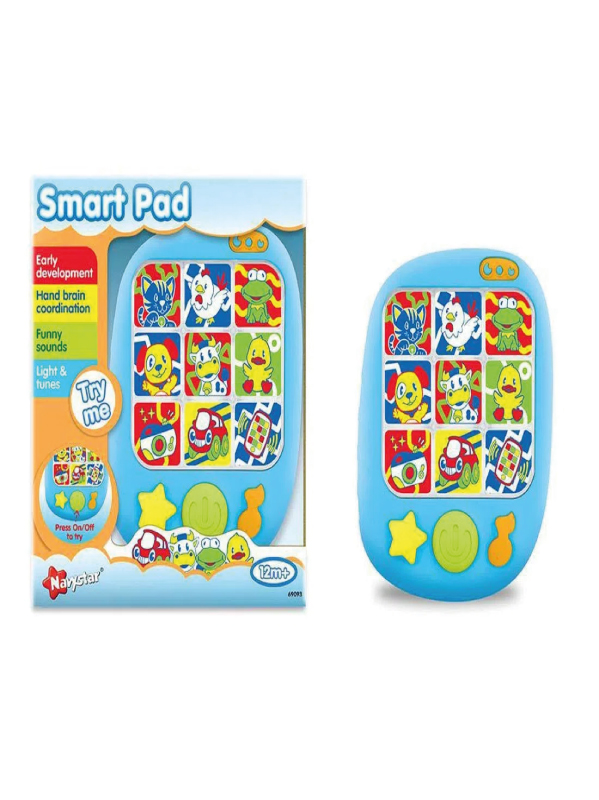 Smart Pad
Early
development
Hand brain
coordination
Funny
sounds
Light &
tunes
Try
me
Press On/Off
to try
Navystar
12m+
69093